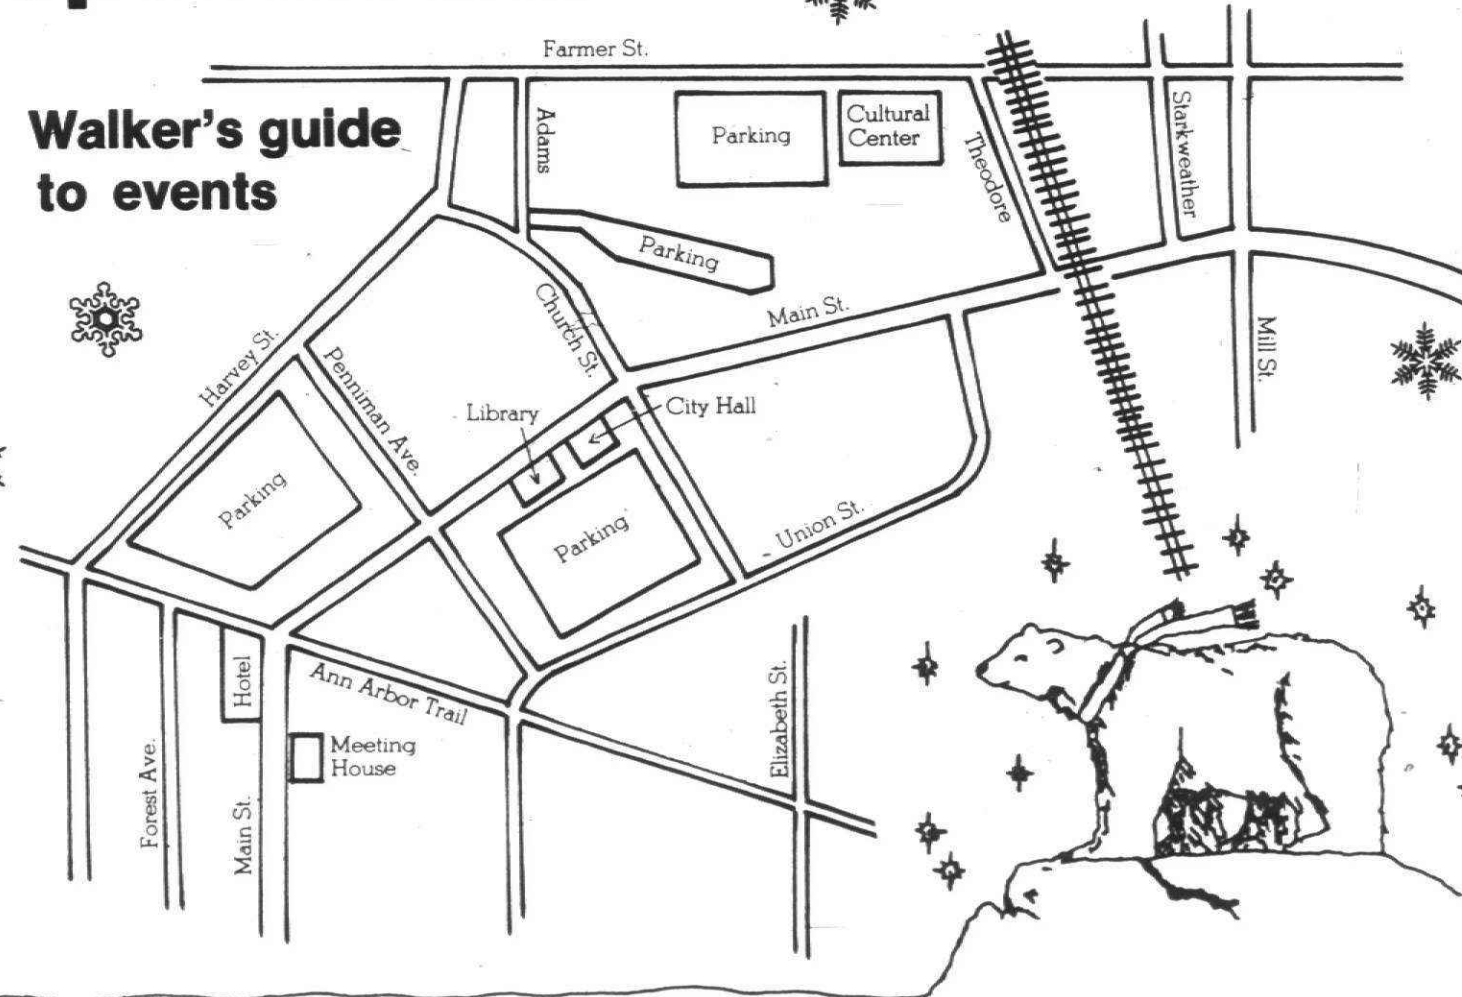 Farmer St.
Walker's guide
to events
Adams
Parking
Cultural
Center
Theodore
Starkweather
Parking
Church St.
Main St.
Harvey St.
Penniman Ave.
Mill St.
Library
City Hall
Parking
Parking
Union St.
Hotel
Ann Arbor Trail
Elizabeth St.
Meeting
House
Forest Ave.
Main St.